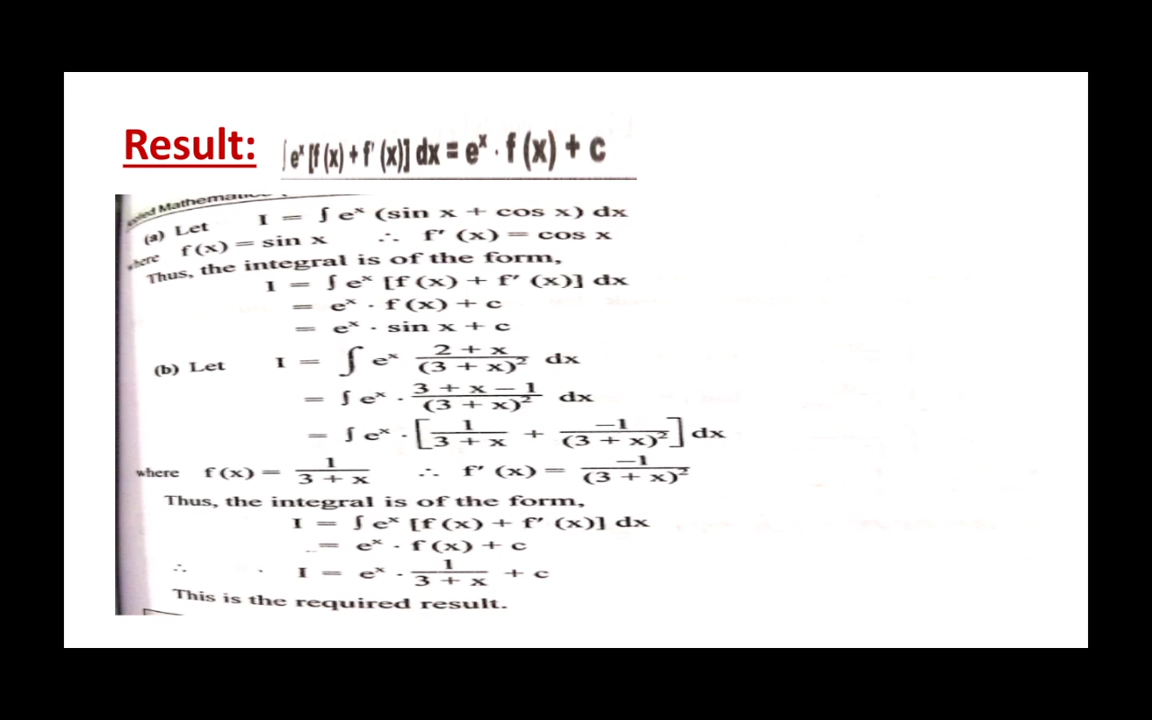 Result: ∫ eˣ [f (x) + f' (x)] dx = eˣ · f (x) + c
Mathema
(a) Let I = ∫ eˣ (sin x + cos x) dx
f(x) = sin x ∴ f′ (x) = cos x
Thus, the integral is of the form,
I = ∫ eˣ [f (x) + f′ (x)] dx
= eˣ · f (x) + c
= eˣ · sin x + c
(b) Let I = ∫ eˣ (2 + x)/(3 + x)² dx
= ∫ eˣ · (3 + x – 1)/(3 + x)² dx
= ∫ eˣ · [1/(3 + x) + –1/(3 + x)²] dx
where f (x) = 1/(3 + x) ∴ f′ (x) = –1/(3 + x)²
Thus, the integral is of the form,
I = ∫ eˣ [f (x) + f′ (x)] dx
= eˣ · f (x) + c
∴ I = eˣ · 1/(3 + x) + c
This is the required result.